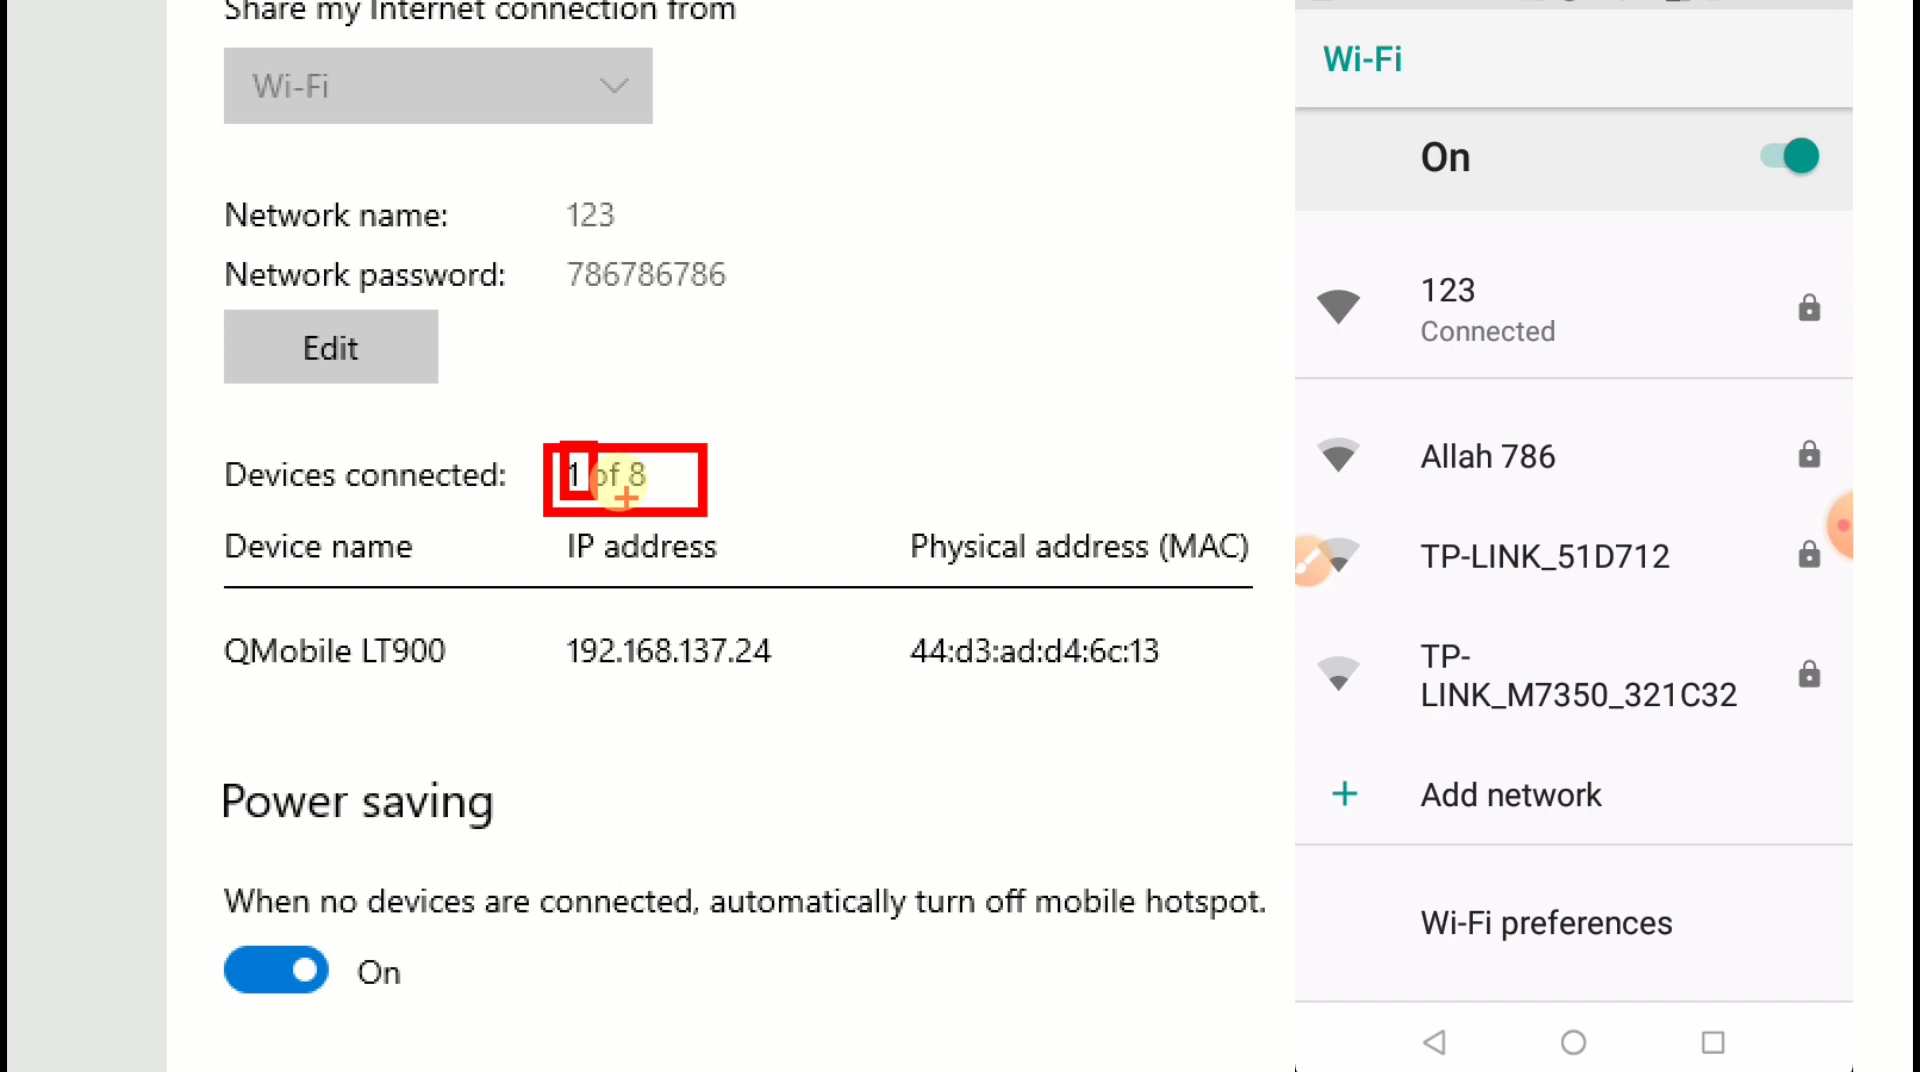 Share my Internet connection from
Wi-Fi
Network name: 123
Network password: 786786786
Edit
Devices connected: 1 of 8
Device name IP address Physical address (MAC)
QMobile LT900 192.168.137.24 44:d3:ad:d4:6c:13
Power saving
When no devices are connected, automatically turn off mobile hotspot.
On
Wi-Fi
On
123
Connected
Allah 786
TP-LINK_51D712
TP-
LINK_M7350_321C32
Add network
Wi-Fi preferences